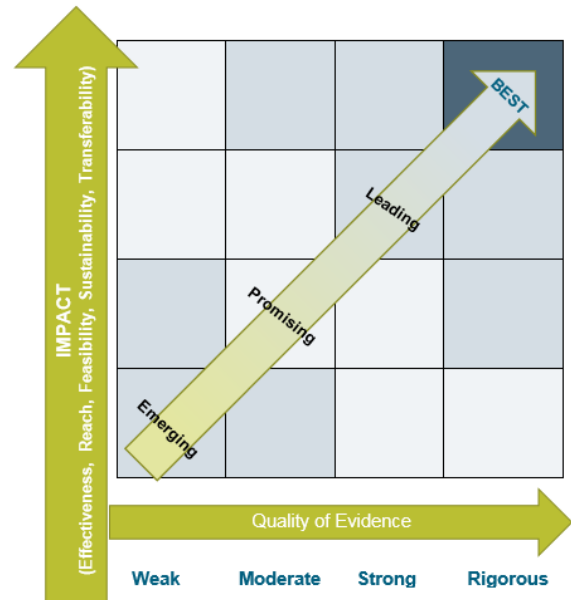 IMPACT
(Effectiveness, Reach, Feasibility, Sustainability, Transferability)
BEST
Leading
Promising
Emerging
Quality of Evidence
Weak Moderate Strong Rigorous